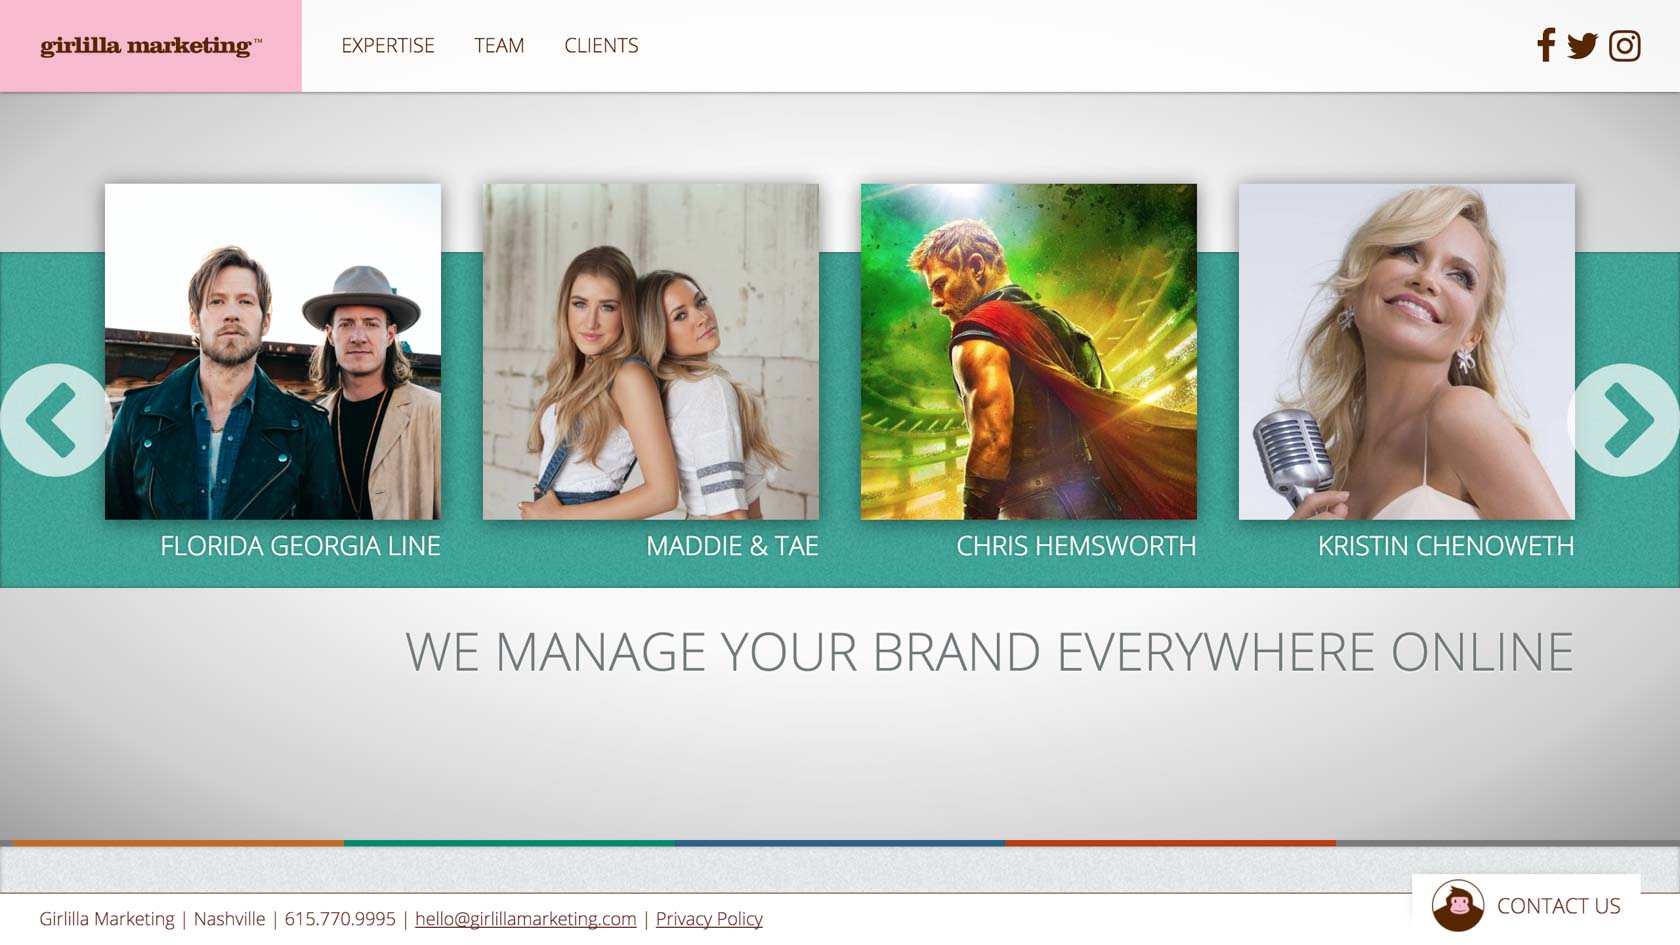 girlilla marketing™
EXPERTISE TEAM CLIENTS
FLORIDA GEORGIA LINE
MADDIE & TAE
CHRIS HEMSWORTH
KRISTIN CHENOWETH
WE MANAGE YOUR BRAND EVERYWHERE ONLINE
CONTACT US
Girlilla Marketing | Nashville | 615.770.9995 | hello@girlillamarketing.com | Privacy Policy